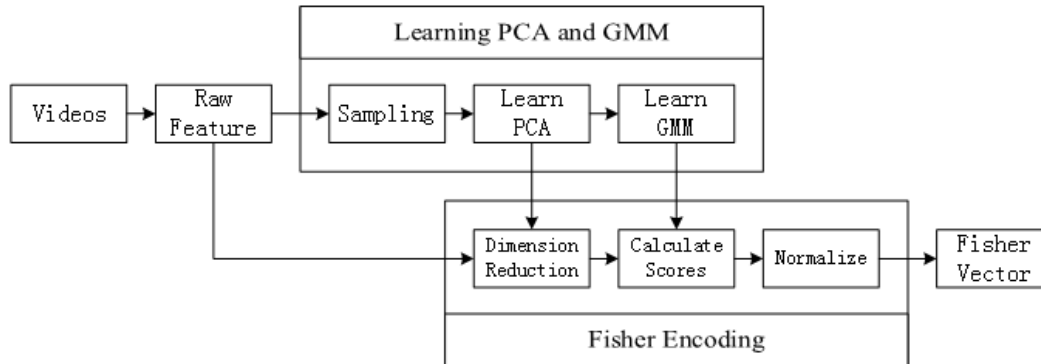 Learning PCA and GMM
Videos
Raw
Feature
Sampling
Learn
PCA
Learn
GMM
Dimension
Reduction
Calculate
Scores
Normalize
Fisher
Vector
Fisher Encoding